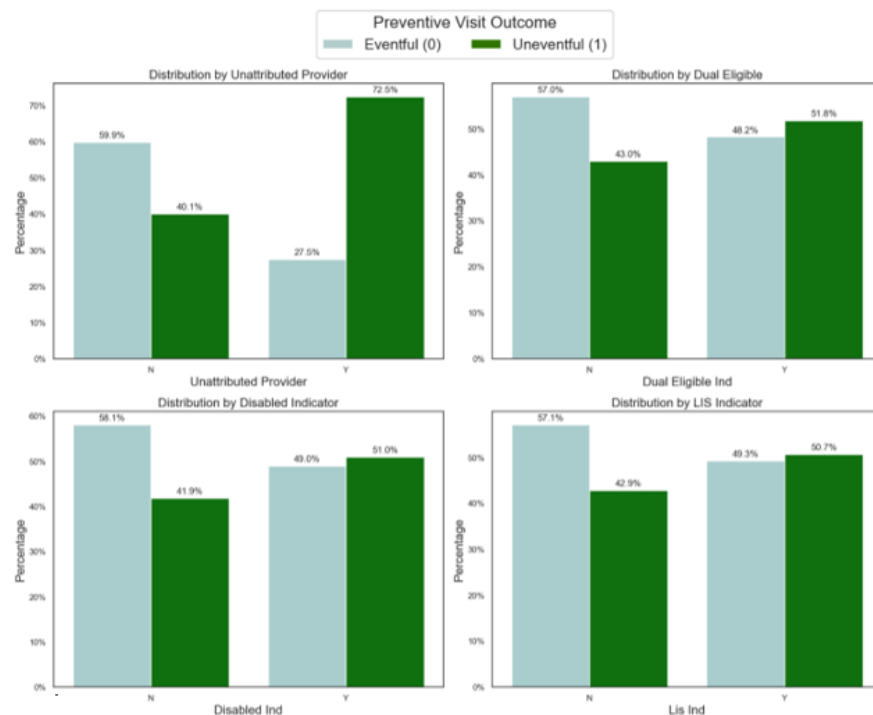 Preventive Visit Outcome
Eventful (0) Uneventful (1)
Distribution by Unattributed Provider
Percentage
70%
60%
50%
40%
30%
20%
10%
0%
59.9%
40.1%
27.5%
72.5%
N Y
Unattributed Provider
Distribution by Dual Eligible
Percentage
50%
40%
30%
20%
10%
0%
57.0%
43.0%
48.2%
51.8%
N Y
Dual Eligible Ind
Distribution by Disabled Indicator
Percentage
60%
50%
40%
30%
20%
10%
0%
58.1%
41.9%
49.0%
51.0%
N Y
Disabled Ind
Distribution by LIS Indicator
Percentage
50%
40%
30%
20%
10%
0%
57.1%
42.9%
49.3%
50.7%
N Y
Lis Ind